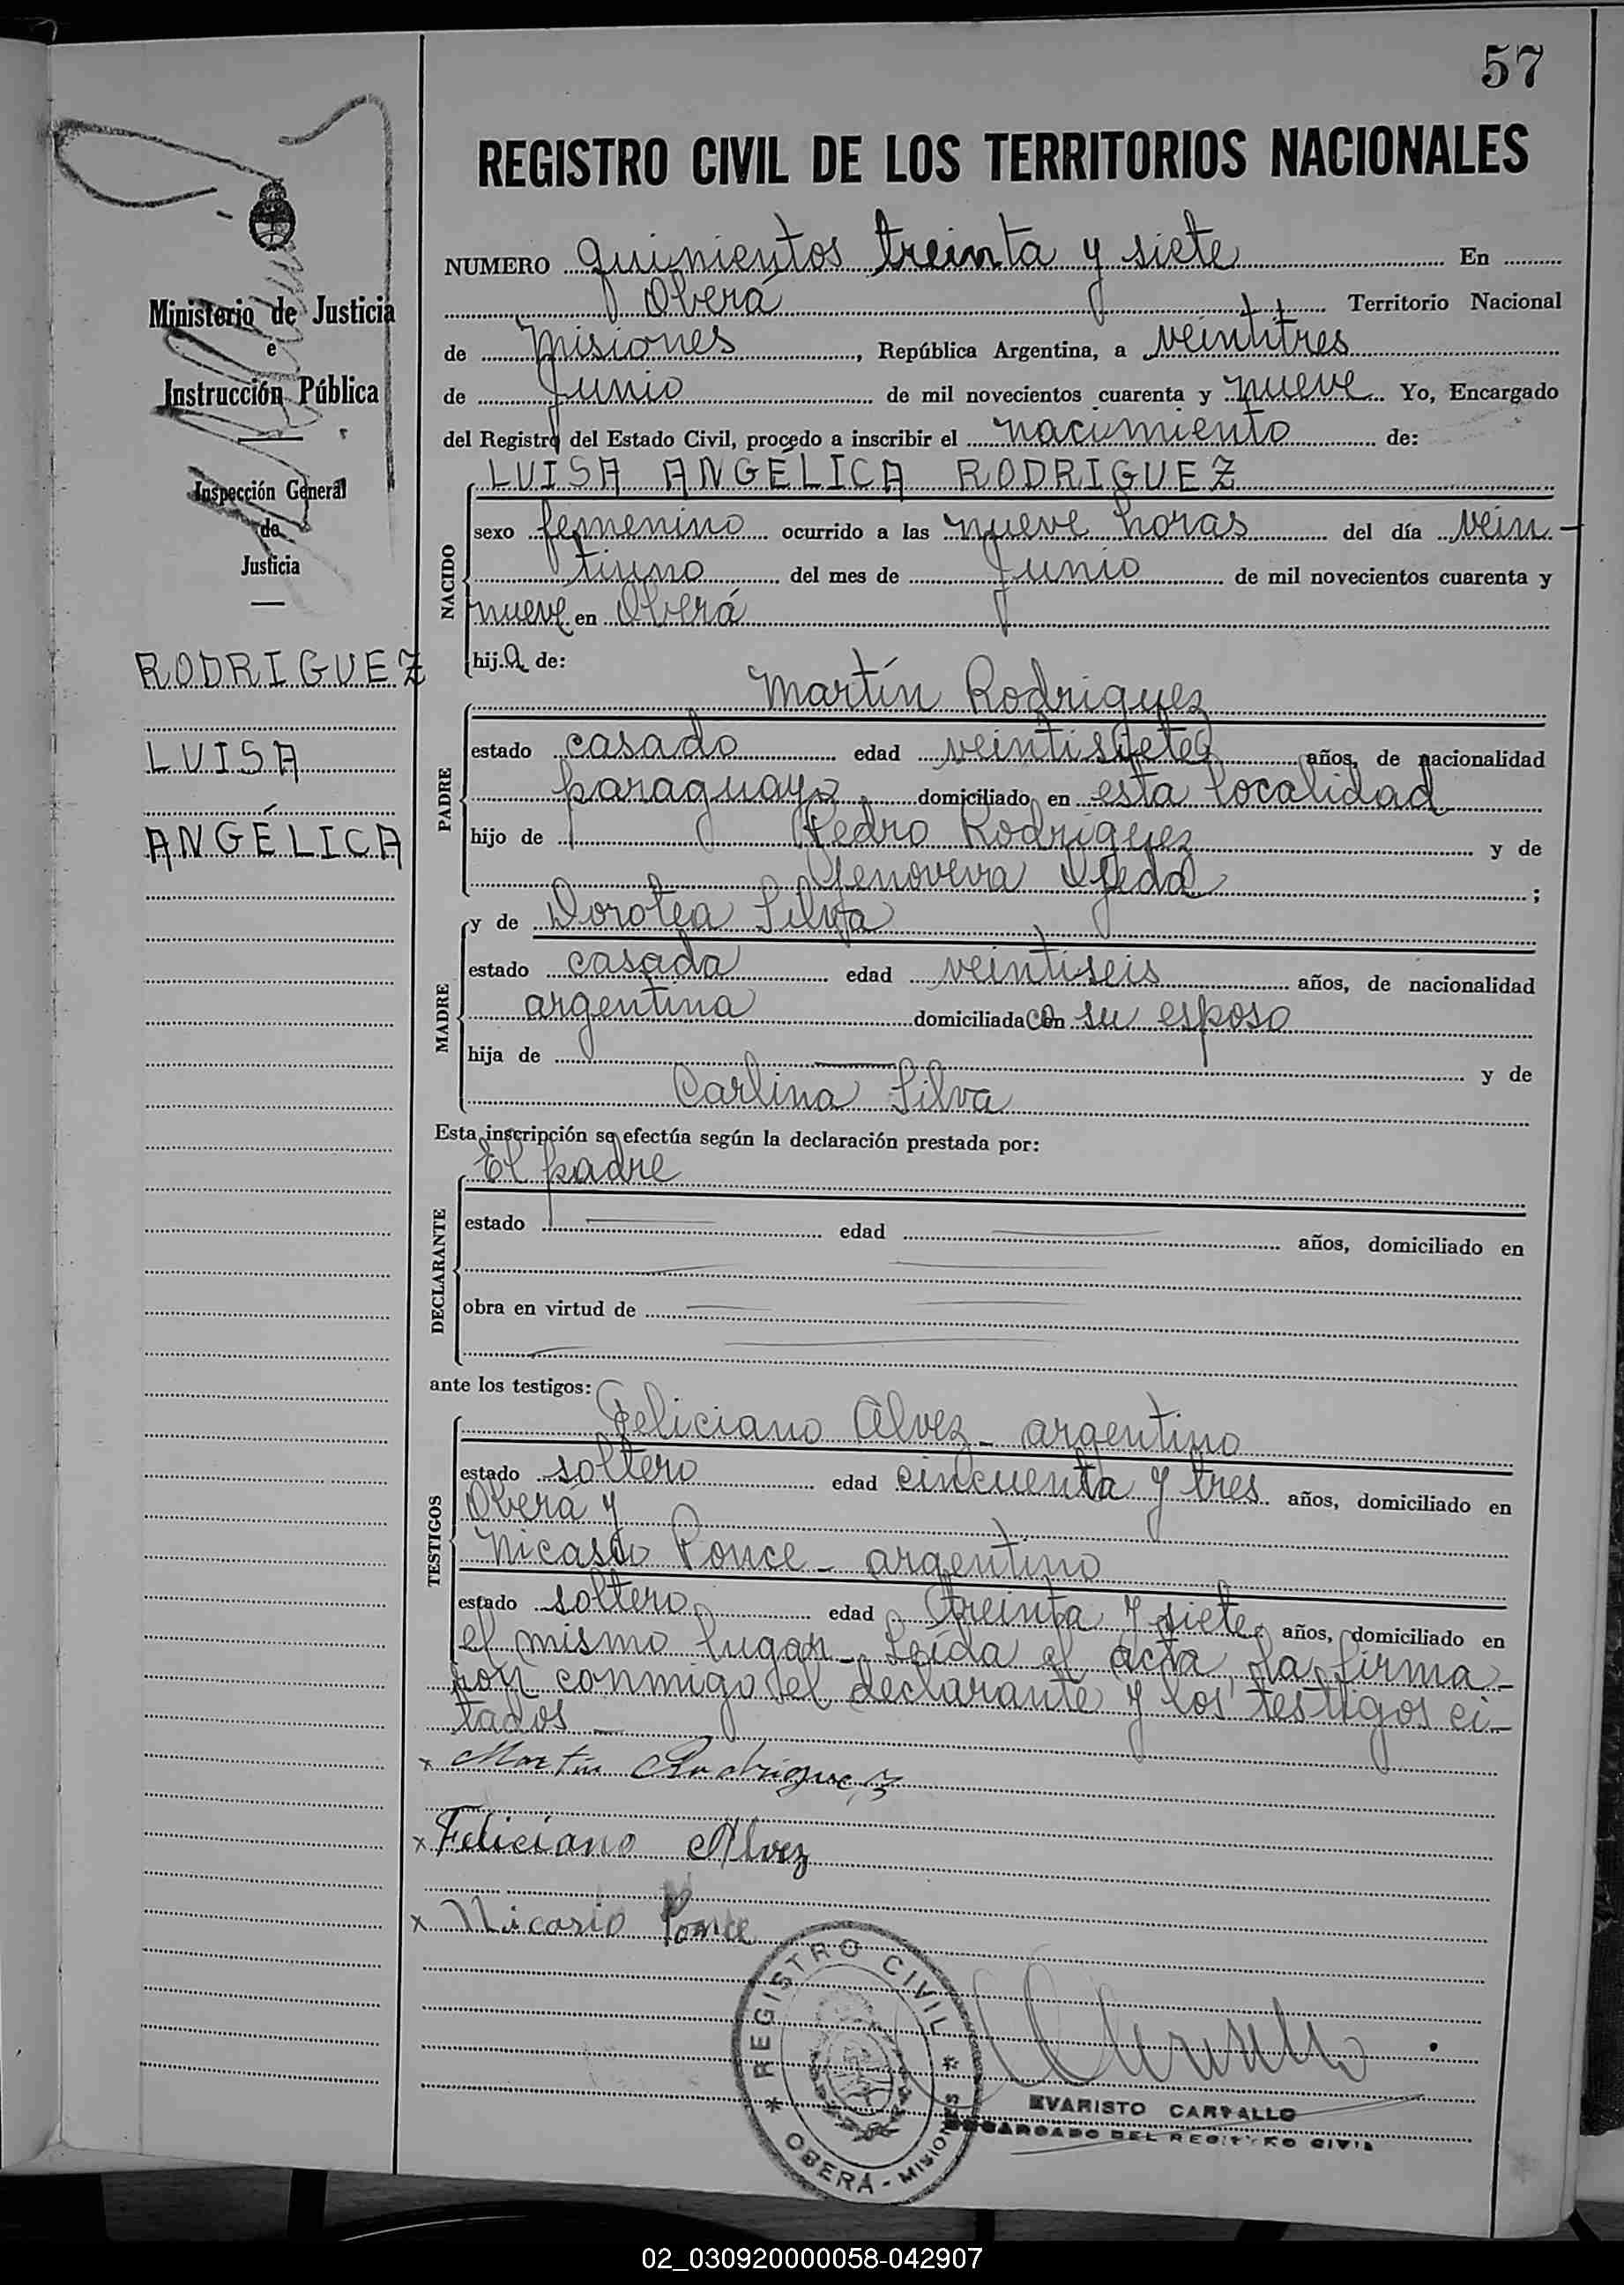 57
REGISTRO CIVIL DE LOS TERRITORIOS NACIONALES
NUMERO quinientos treinta y siete En
Oberá Territorio Nacional
de Misiones, República Argentina, a veintitres
de Junio de mil novecientos cuarenta y nueve Yo, Encargado
del Registro del Estado Civil, procedo a inscribir el nacimiento de:
LUISA ANGÉLICA RODRIGUEZ
NACIDO
sexo femenino ocurrido a las nueve horas del día vein-
tiuno del mes de Junio de mil novecientos cuarenta y
nueve en Oberá
hija de:
Martín Rodriguez
PADRE
estado casado edad veintisiete años, de nacionalidad
paraguayo domiciliado en esta localidad
hijo de Pedro Rodriguez y de
Genoveva Ojeda ;
MADRE
y de Dorotea Silva
estado casada edad veintiseis años, de nacionalidad
argentina domiciliada con su esposo
hija de — y de
Carlina Silva
Esta inscripción se efectúa según la declaración prestada por:
El padre
DECLARANTE
estado — edad — años, domiciliado en
obra en virtud de —
ante los testigos:
Feliciano Alvez - argentino
TESTIGOS
estado soltero edad cincuenta y tres años, domiciliado en
Oberá y
Nicasio Ponce - argentino
estado soltero edad treinta y siete años, domiciliado en
el mismo lugar - Leída el acta, la firma-
ron conmigo el declarante y los testigos ci-
tados —
x Martin Rodriguez
x Feliciano Alvez
x Nicasio Ponce
* REGISTRO CIVIL *
OBERÁ - MISIONES
EVARISTO CARVALLO
ENCARGADO DEL REGISTRO CIVIL
Ministerio de Justicia
e
Instrucción Pública
Inspección General
de
Justicia
RODRIGUEZ
LUISA
ANGÉLICA
02_030920000058-042907